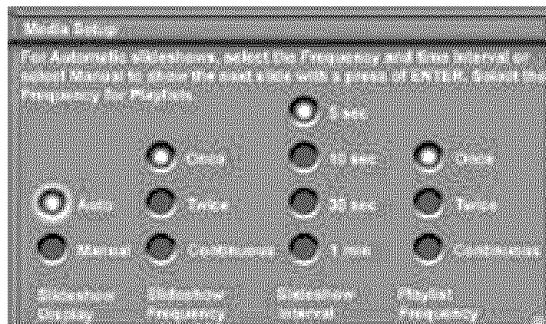 Media Setup
For Automatic slideshows, select the Frequency and time interval or
select Manual to show the next slide with a press of ENTER. Select the
Frequency for Playlists.
5 sec
Once 10 sec Once
Auto Twice 30 sec Twice
Manual Continuous 1 min Continuous
Slideshow Slideshow Slideshow Playlist
Display Frequency Interval Frequency